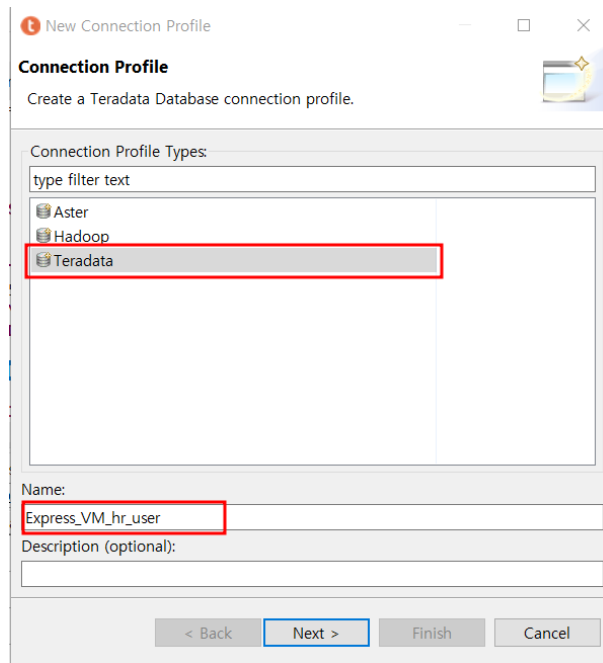 New Connection Profile
Connection Profile
Create a Teradata Database connection profile.
Connection Profile Types:
type filter text
Aster
Hadoop
Teradata
Name:
Express_VM_hr_user
Description (optional):
< Back Next > Finish Cancel